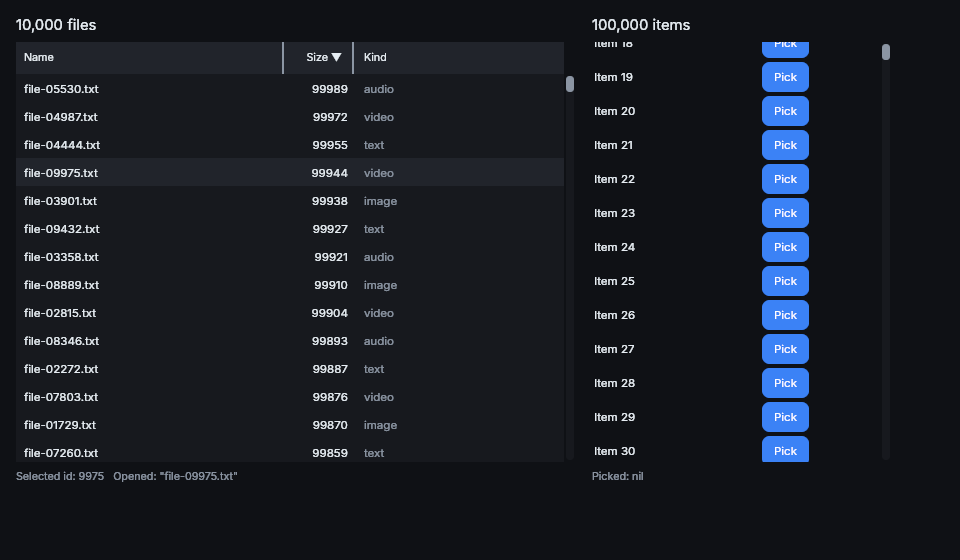 10,000 files
Name Size ▼ Kind
file-05530.txt 99989 audio
file-04987.txt 99972 video
file-04444.txt 99955 text
file-09975.txt 99944 video
file-03901.txt 99938 image
file-09432.txt 99927 text
file-03358.txt 99921 audio
file-08889.txt 99910 image
file-02815.txt 99904 video
file-08346.txt 99893 audio
file-02272.txt 99887 text
file-07803.txt 99876 video
file-01729.txt 99870 image
file-07260.txt 99859 text
Selected id: 9975 Opened: "file-09975.txt"
100,000 items
Item 18 Pick
Item 19 Pick
Item 20 Pick
Item 21 Pick
Item 22 Pick
Item 23 Pick
Item 24 Pick
Item 25 Pick
Item 26 Pick
Item 27 Pick
Item 28 Pick
Item 29 Pick
Item 30 Pick
Picked: nil